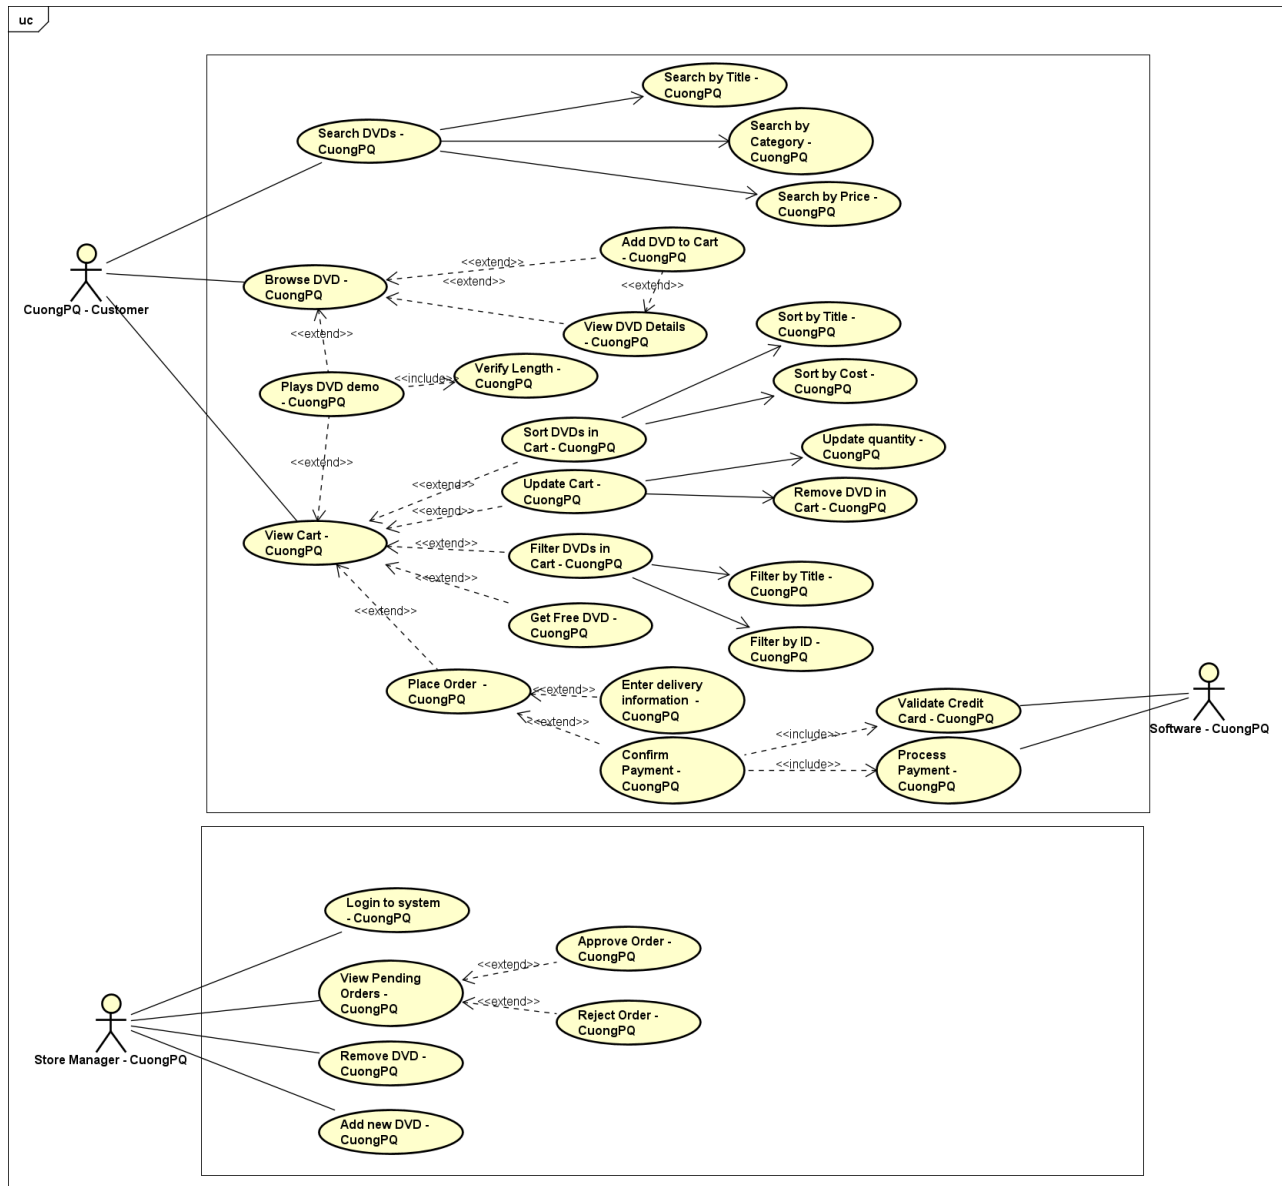 uc
Search by Title -
CuongPQ
Search DVDs -
CuongPQ
Search by
Category -
CuongPQ
Search by Price -
CuongPQ
CuongPQ - Customer
Browse DVD -
CuongPQ
<<extend>>
Add DVD to Cart
- CuongPQ
<<extend>>
<<extend>>
View DVD Details
- CuongPQ
<<extend>>
Plays DVD demo
- CuongPQ
<<include>>
Verify Length -
CuongPQ
Sort by Title -
CuongPQ
Sort by Cost -
CuongPQ
Sort DVDs in
Cart - CuongPQ
<<extend>>
<<extend>>
Update Cart -
CuongPQ
<<extend>>
Update quantity -
CuongPQ
Remove DVD in
Cart - CuongPQ
View Cart -
CuongPQ
<<extend>>
Filter DVDs in
Cart - CuongPQ
Filter by Title -
CuongPQ
<<extend>>
Get Free DVD -
CuongPQ
Filter by ID -
CuongPQ
<<extend>>
Place Order -
CuongPQ
<<extend>>
Enter delivery
information -
CuongPQ
<<extend>>
Confirm
Payment -
CuongPQ
<<include>>
Validate Credit
Card - CuongPQ
<<include>>
Process
Payment -
CuongPQ
Software - CuongPQ
Login to system
- CuongPQ
View Pending
Orders -
CuongPQ
<<extend>>
Approve Order -
CuongPQ
<<extend>>
Reject Order -
CuongPQ
Store Manager - CuongPQ
Remove DVD -
CuongPQ
Add new DVD -
CuongPQ